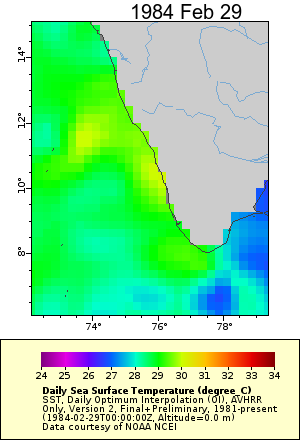 1984 Feb 29
14°
12°
10°
8°
74° 76° 78°
24 25 26 27 28 29 30 31 32 33 34
Daily Sea Surface Temperature (degree_C)
SST, Daily Optimum Interpolation (OI), AVHRR
Only, Version 2, Final+Preliminary, 1981-present
(1984-02-29T00:00:00Z, Altitude=0.0 m)
Data courtesy of NOAA NCEI